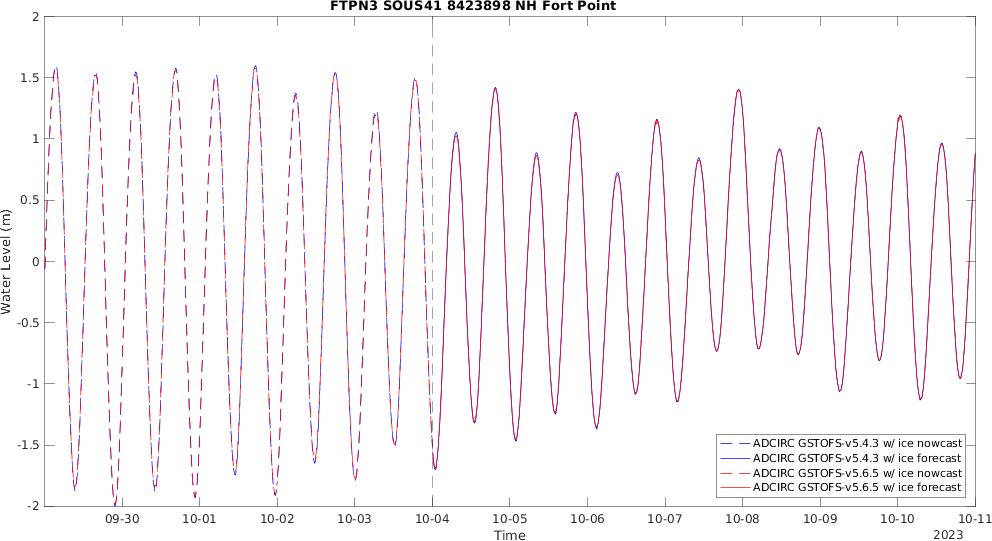 FTPN3 SOUS41 8423898 NH Fort Point
Water Level (m)
2
1.5
1
0.5
0
-0.5
-1
-1.5
-2
ADCIRC GSTOFS-v5.4.3 w/ ice nowcast
ADCIRC GSTOFS-v5.4.3 w/ ice forecast
ADCIRC GSTOFS-v5.6.5 w/ ice nowcast
ADCIRC GSTOFS-v5.6.5 w/ ice forecast
09-30 10-01 10-02 10-03 10-04 10-05 10-06 10-07 10-08 10-09 10-10 10-11
Time
2023